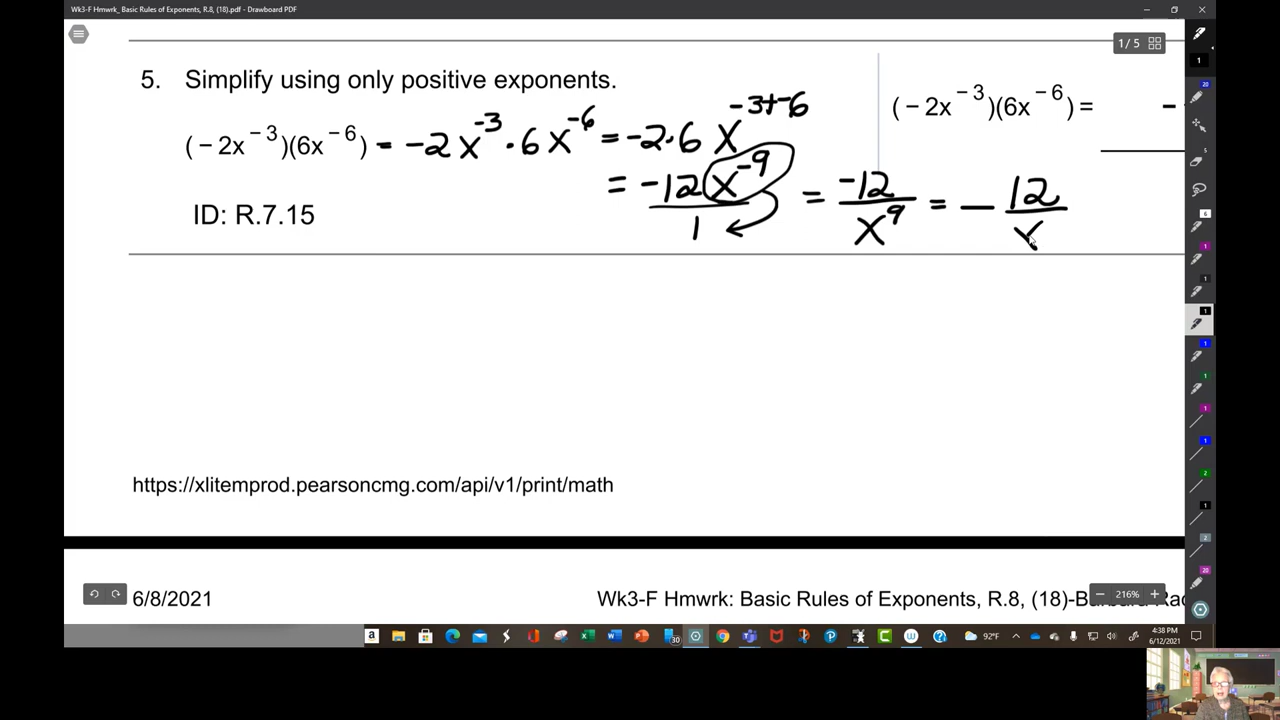 Wk3-F Hmwrk_ Basic Rules of Exponents, R.8, (18).pdf - Drawboard PDF
1/5
5. Simplify using only positive exponents.
(−2x^−3)(6x^−6) = -2x^-3 · 6x^-6 = -2·6 x^-3+-6
(−2x^−3)(6x^−6) = -
= -12x^-9 / 1 = -12 / x^9 = - 12 / x
ID: R.7.15
https://xlitemprod.pearsoncmg.com/api/v1/print/math
6/8/2021 Wk3-F Hmwrk: Basic Rules of Exponents, R.8, (18)-
216%
92°F
4:38 PM
6/12/2021